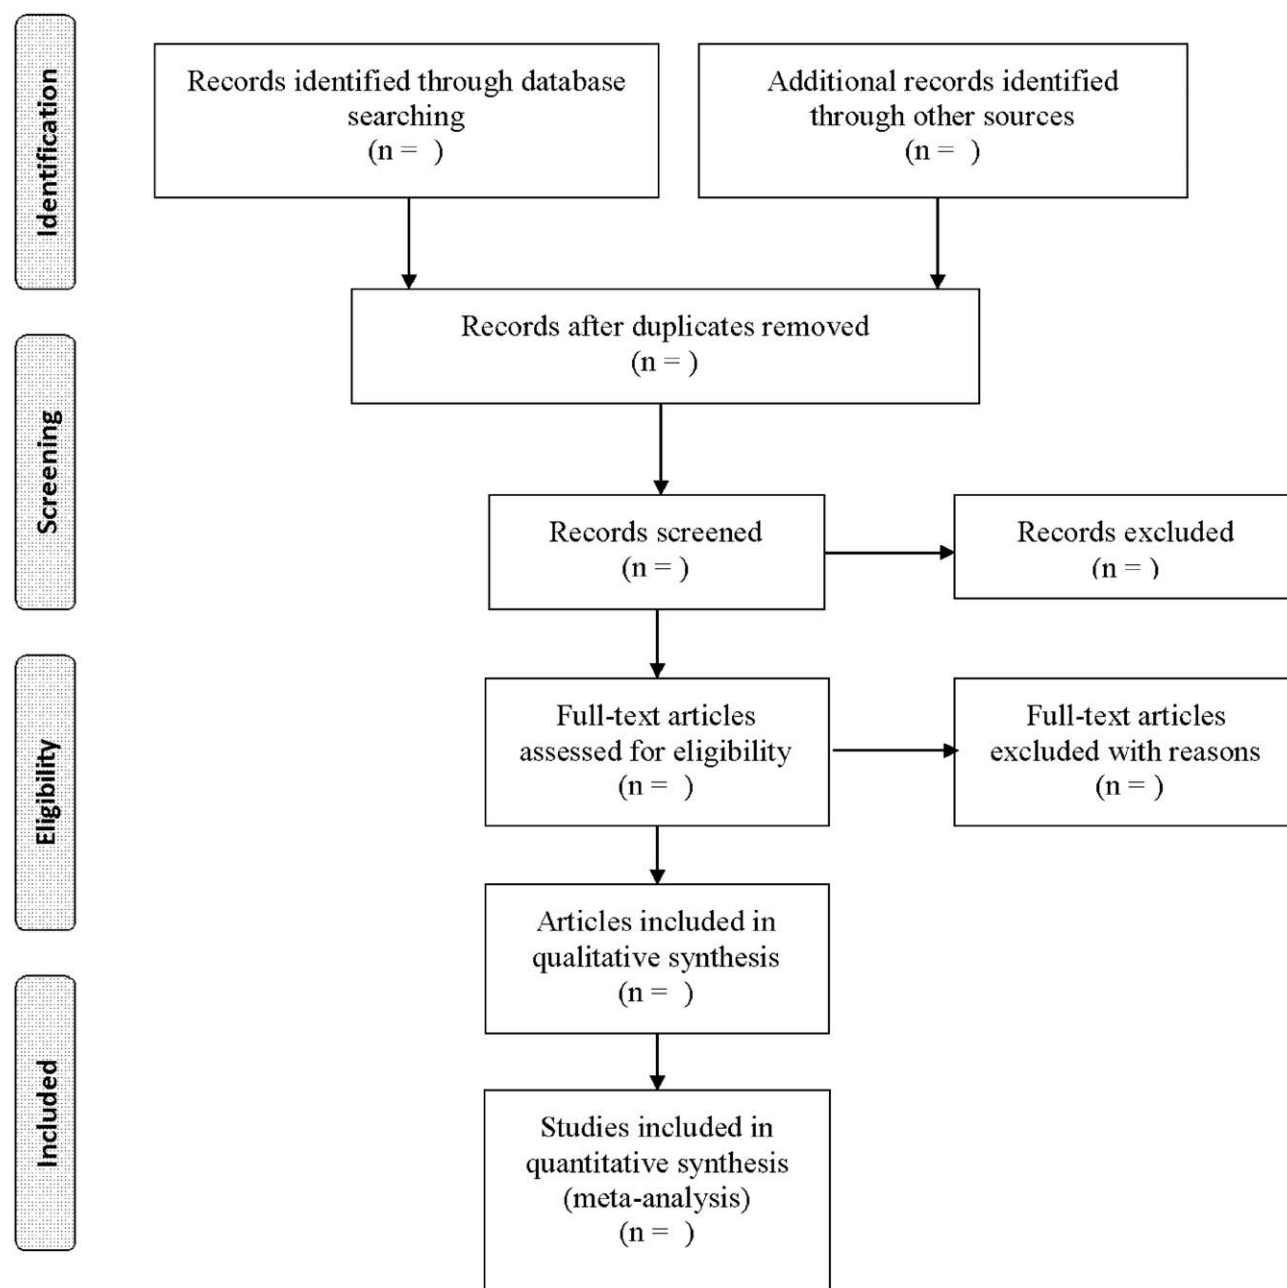 Identification
Records identified through database
searching
(n =  )
Additional records identified
through other sources
(n =  )
Records after duplicates removed
(n = )
Screening
Records screened
(n = )
Records excluded
(n = )
Eligibility
Full-text articles
assessed for eligibility
(n =  )
Full-text articles
excluded with reasons
(n = )
Articles included in
qualitative synthesis
(n =  )
Included
Studies included in
quantitative synthesis
(meta-analysis)
(n =  )